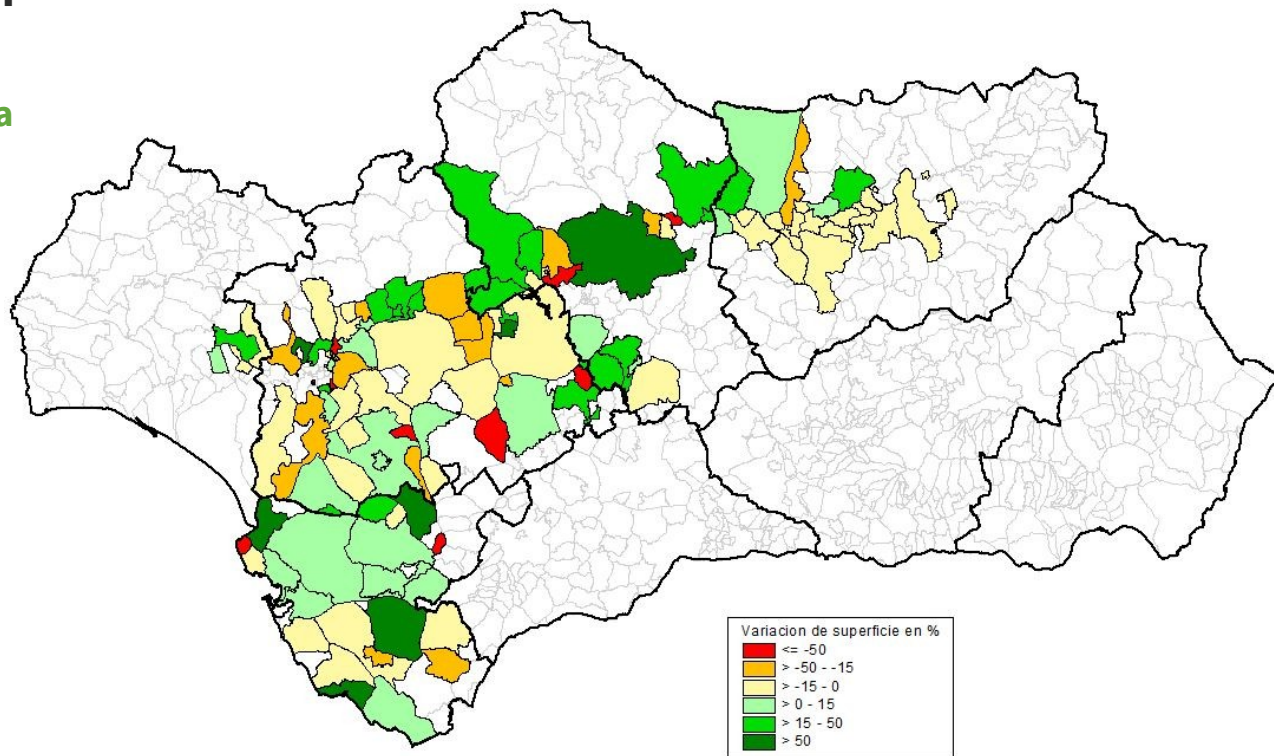 a
Variacion de superficie en %
<= -50
> -50 - -15
> -15 - 0
> 0 - 15
> 15 - 50
> 50